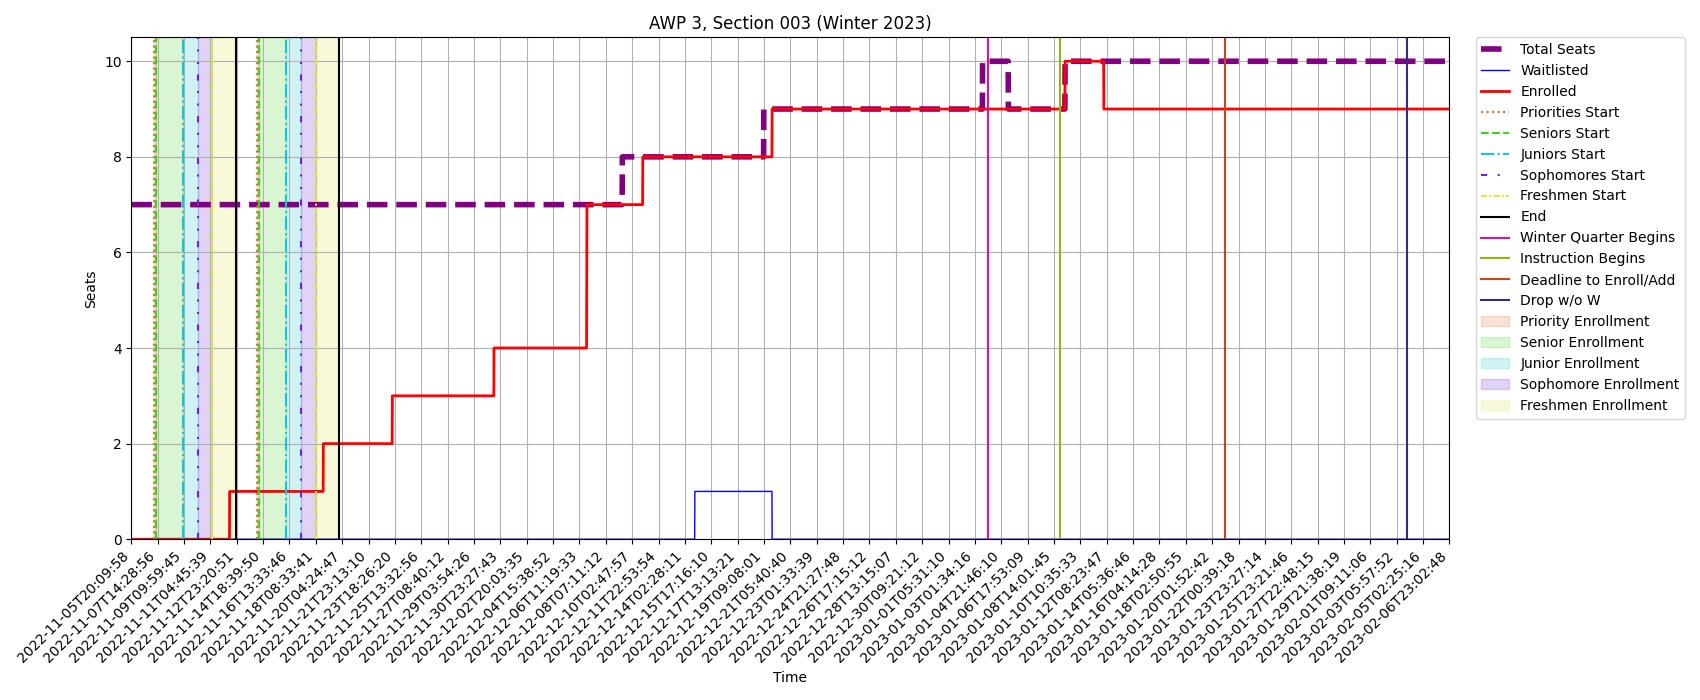 AWP 3, Section 003 (Winter 2023)
Seats
10
8
6
4
2
0
2022-11-05T20:09:58
2022-11-07T14:28:56
2022-11-09T09:59:45
2022-11-11T04:45:39
2022-11-12T23:20:51
2022-11-14T18:39:50
2022-11-16T13:33:46
2022-11-18T08:33:41
2022-11-20T04:24:47
2022-11-21T23:13:10
2022-11-23T18:26:20
2022-11-25T13:32:56
2022-11-27T08:40:12
2022-11-29T03:54:26
2022-11-30T23:27:43
2022-12-02T20:03:35
2022-12-04T15:38:52
2022-12-06T11:19:33
2022-12-08T07:11:12
2022-12-10T02:47:57
2022-12-11T22:53:54
2022-12-14T02:28:11
2022-12-15T17:16:10
2022-12-17T13:13:21
2022-12-19T09:08:01
2022-12-21T05:40:40
2022-12-23T01:33:39
2022-12-24T21:27:48
2022-12-26T17:15:12
2022-12-28T13:15:07
2022-12-30T09:21:12
2023-01-01T05:31:10
2023-01-03T01:34:16
2023-01-04T21:46:10
2023-01-06T17:53:09
2023-01-08T14:01:45
2023-01-10T10:35:33
2023-01-12T08:23:47
2023-01-14T05:36:46
2023-01-16T04:14:28
2023-01-18T02:50:55
2023-01-20T01:52:42
2023-01-22T00:39:18
2023-01-23T23:27:14
2023-01-25T23:21:46
2023-01-27T22:48:15
2023-01-29T21:38:19
2023-02-01T09:11:06
2023-02-03T05:57:52
2023-02-05T02:25:16
2023-02-06T23:02:48
Time
Total Seats
Waitlisted
Enrolled
Priorities Start
Seniors Start
Juniors Start
Sophomores Start
Freshmen Start
End
Winter Quarter Begins
Instruction Begins
Deadline to Enroll/Add
Drop w/o W
Priority Enrollment
Senior Enrollment
Junior Enrollment
Sophomore Enrollment
Freshmen Enrollment